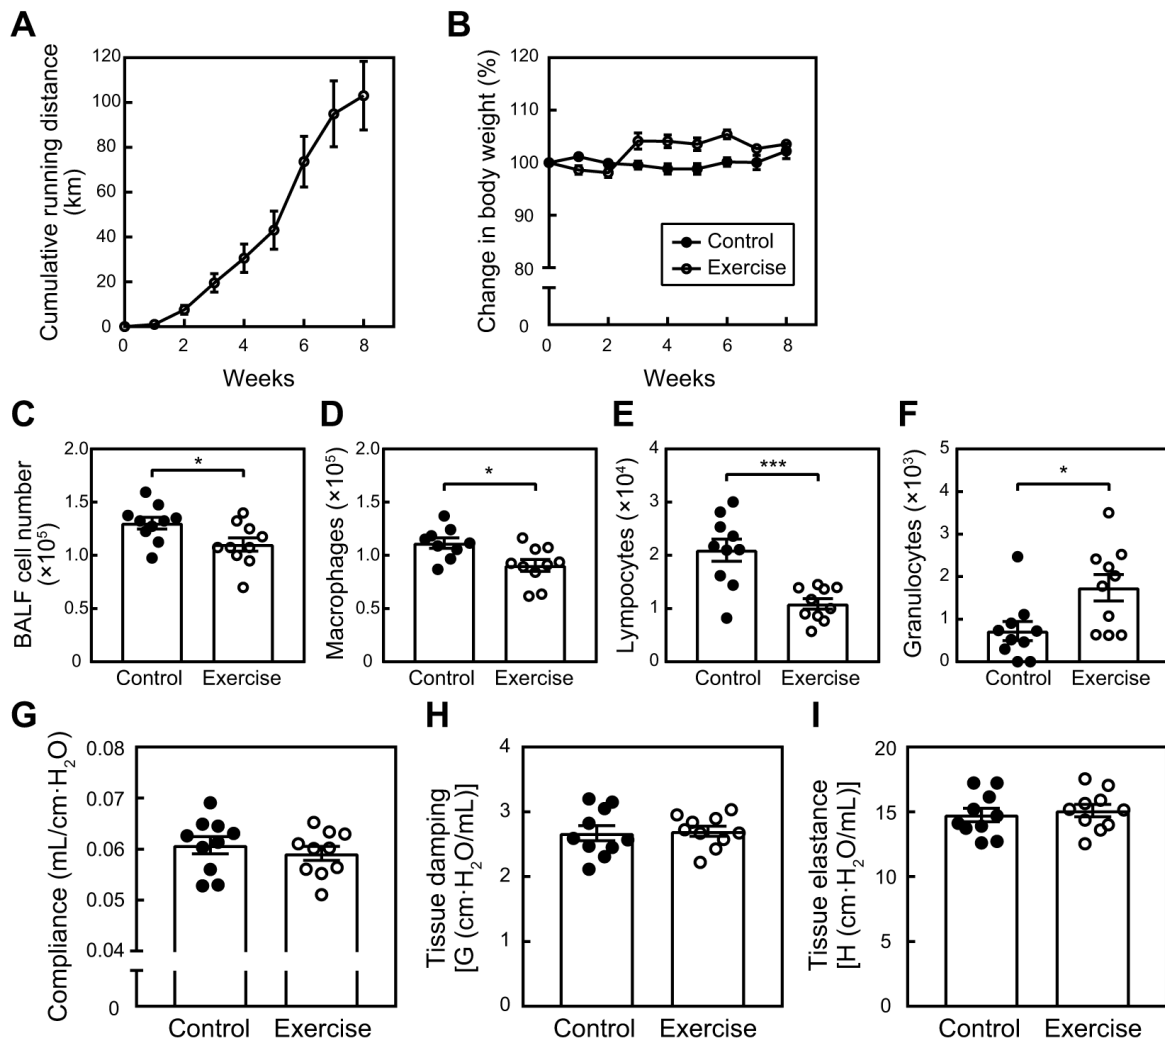 A
Cumulative running distance
(km)
120
100
80
60
40
20
0
0 2 4 6 8
Weeks
B
Change in body weight (%)
120
110
100
90
80
0
Control
Exercise
0 2 4 6 8
Weeks
C
BALF cell number
(×10⁵)
2.0
1.5
1.0
0.5
0
*
Control Exercise
D
Macrophages (×10⁵)
2.0
1.5
1.0
0.5
0
*
Control Exercise
E
Lympocytes (×10⁴)
4
3
2
1
0
***
Control Exercise
F
Granulocytes (×10³)
5
4
3
2
1
0
*
Control Exercise
G
Compliance (mL/cm·H₂O)
0.08
0.07
0.06
0.05
0.04
0
Control Exercise
H
Tissue damping
[G (cm·H₂O/mL)]
4
3
2
1
0
Control Exercise
I
Tissue elastance
[H (cm·H₂O/mL)]
20
15
10
5
0
Control Exercise